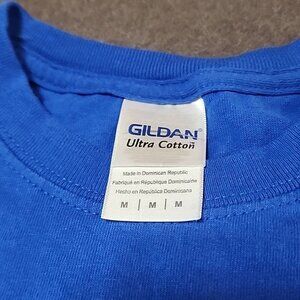 GILDAN
Ultra Cotton
Made in Dominican Republic
Fabriqué en République Dominicaine
Hecho en República Dominicana
M | M | M